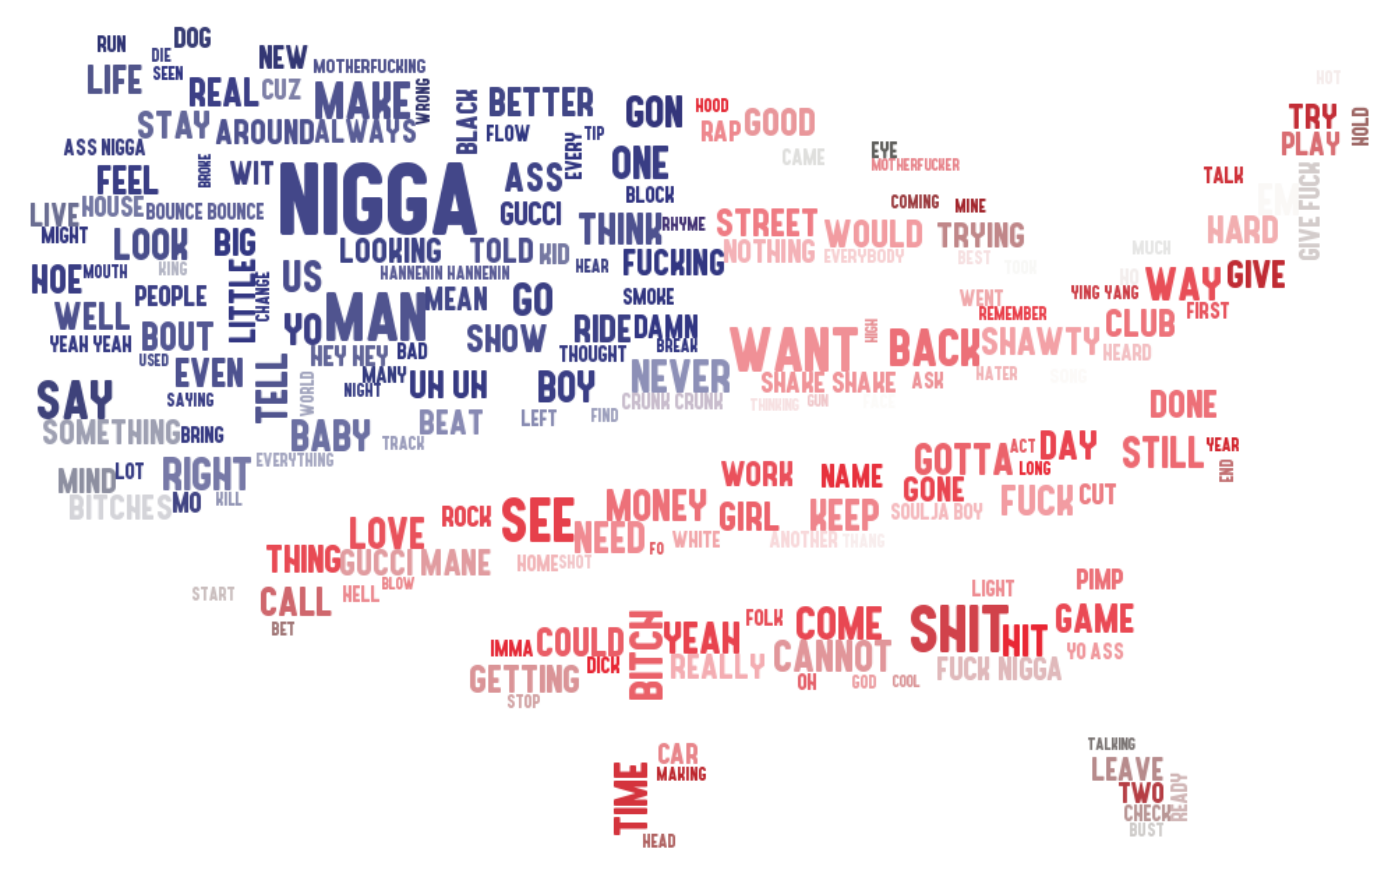 RUN
DIE
DOG
SEEN
LIFE
NEW
MOTHERFUCKING
REAL
CUZ
MAKE
WRONG
BLACK
BETTER
GON
HOOD
RAP
GOOD
HOT
TRY
HOLD
PLAY
STAY
AROUND
ALWAYS
FLOW
EVERY
TIP
ASS NIGGA
BROKE
WIT
FEEL
NIGGA
ASS
ONE
CAME
EYE
MOTHERFUCKER
TALK
GIVE FUCK
BLOCK
EM
LIVE
HOUSE
BOUNCE BOUNCE
GUCCI
THINK
RHYME
STREET
WOULD
COMING
MINE
TRYING
HARD
MIGHT
LOOK
BIG
LOOKING
TOLD
KID
FUCKING
NOTHING
EVERYBODY
BEST
MUCH
HOE
MOUTH
KING
LITTLE
CHANGE
US
HANNENIN HANNENIN
HEAR
TOOK
HO
WAY
GIVE
PEOPLE
MAN
MEAN
GO
SMOKE
WENT
YING YANG
FIRST
WELL
BOUT
YO
SHOW
RIDE
DAMN
REMEMBER
CLUB
YEAH YEAH
USED
HEY HEY
BAD
THOUGHT
BREAK
WANT
HIGH
BACK
SHAWTY
HEARD
EVEN
TELL
WORLD
MANY
NIGHT
UH UH
BOY
NEVER
SHAKE SHAKE
ASK
HATER
SONG
SAY
SAYING
CRUNK CRUNK
THINKING
GUN
FACE
DONE
SOMETHING
BRING
BABY
TRACK
BEAT
LEFT
FIND
MIND
LOT
RIGHT
EVERYTHING
WORK
NAME
GOTTA
ACT
LONG
DAY
STILL
YEAR
END
BITCHES
MO
KILL
ROCK
SEE
MONEY
GIRL
KEEP
GONE
SOULJA BOY
FUCK
CUT
LOVE
NEED
FO
WHITE
ANOTHER
THANG
THING
GUCCI MANE
HOME
SHOT
START
CALL
HELL
BLOW
LIGHT
PIMP
BET
IMMA
COULD
BITCH
YEAH
FOLK
COME
SHIT
HIT
GAME
DICK
REALLY
CANNOT
YO ASS
GETTING
STOP
OH
GOD
COOL
FUCK NIGGA
TIME
CAR
MAKING
HEAD
TALKING
LEAVE
TWO
READY
CHECK
BUST